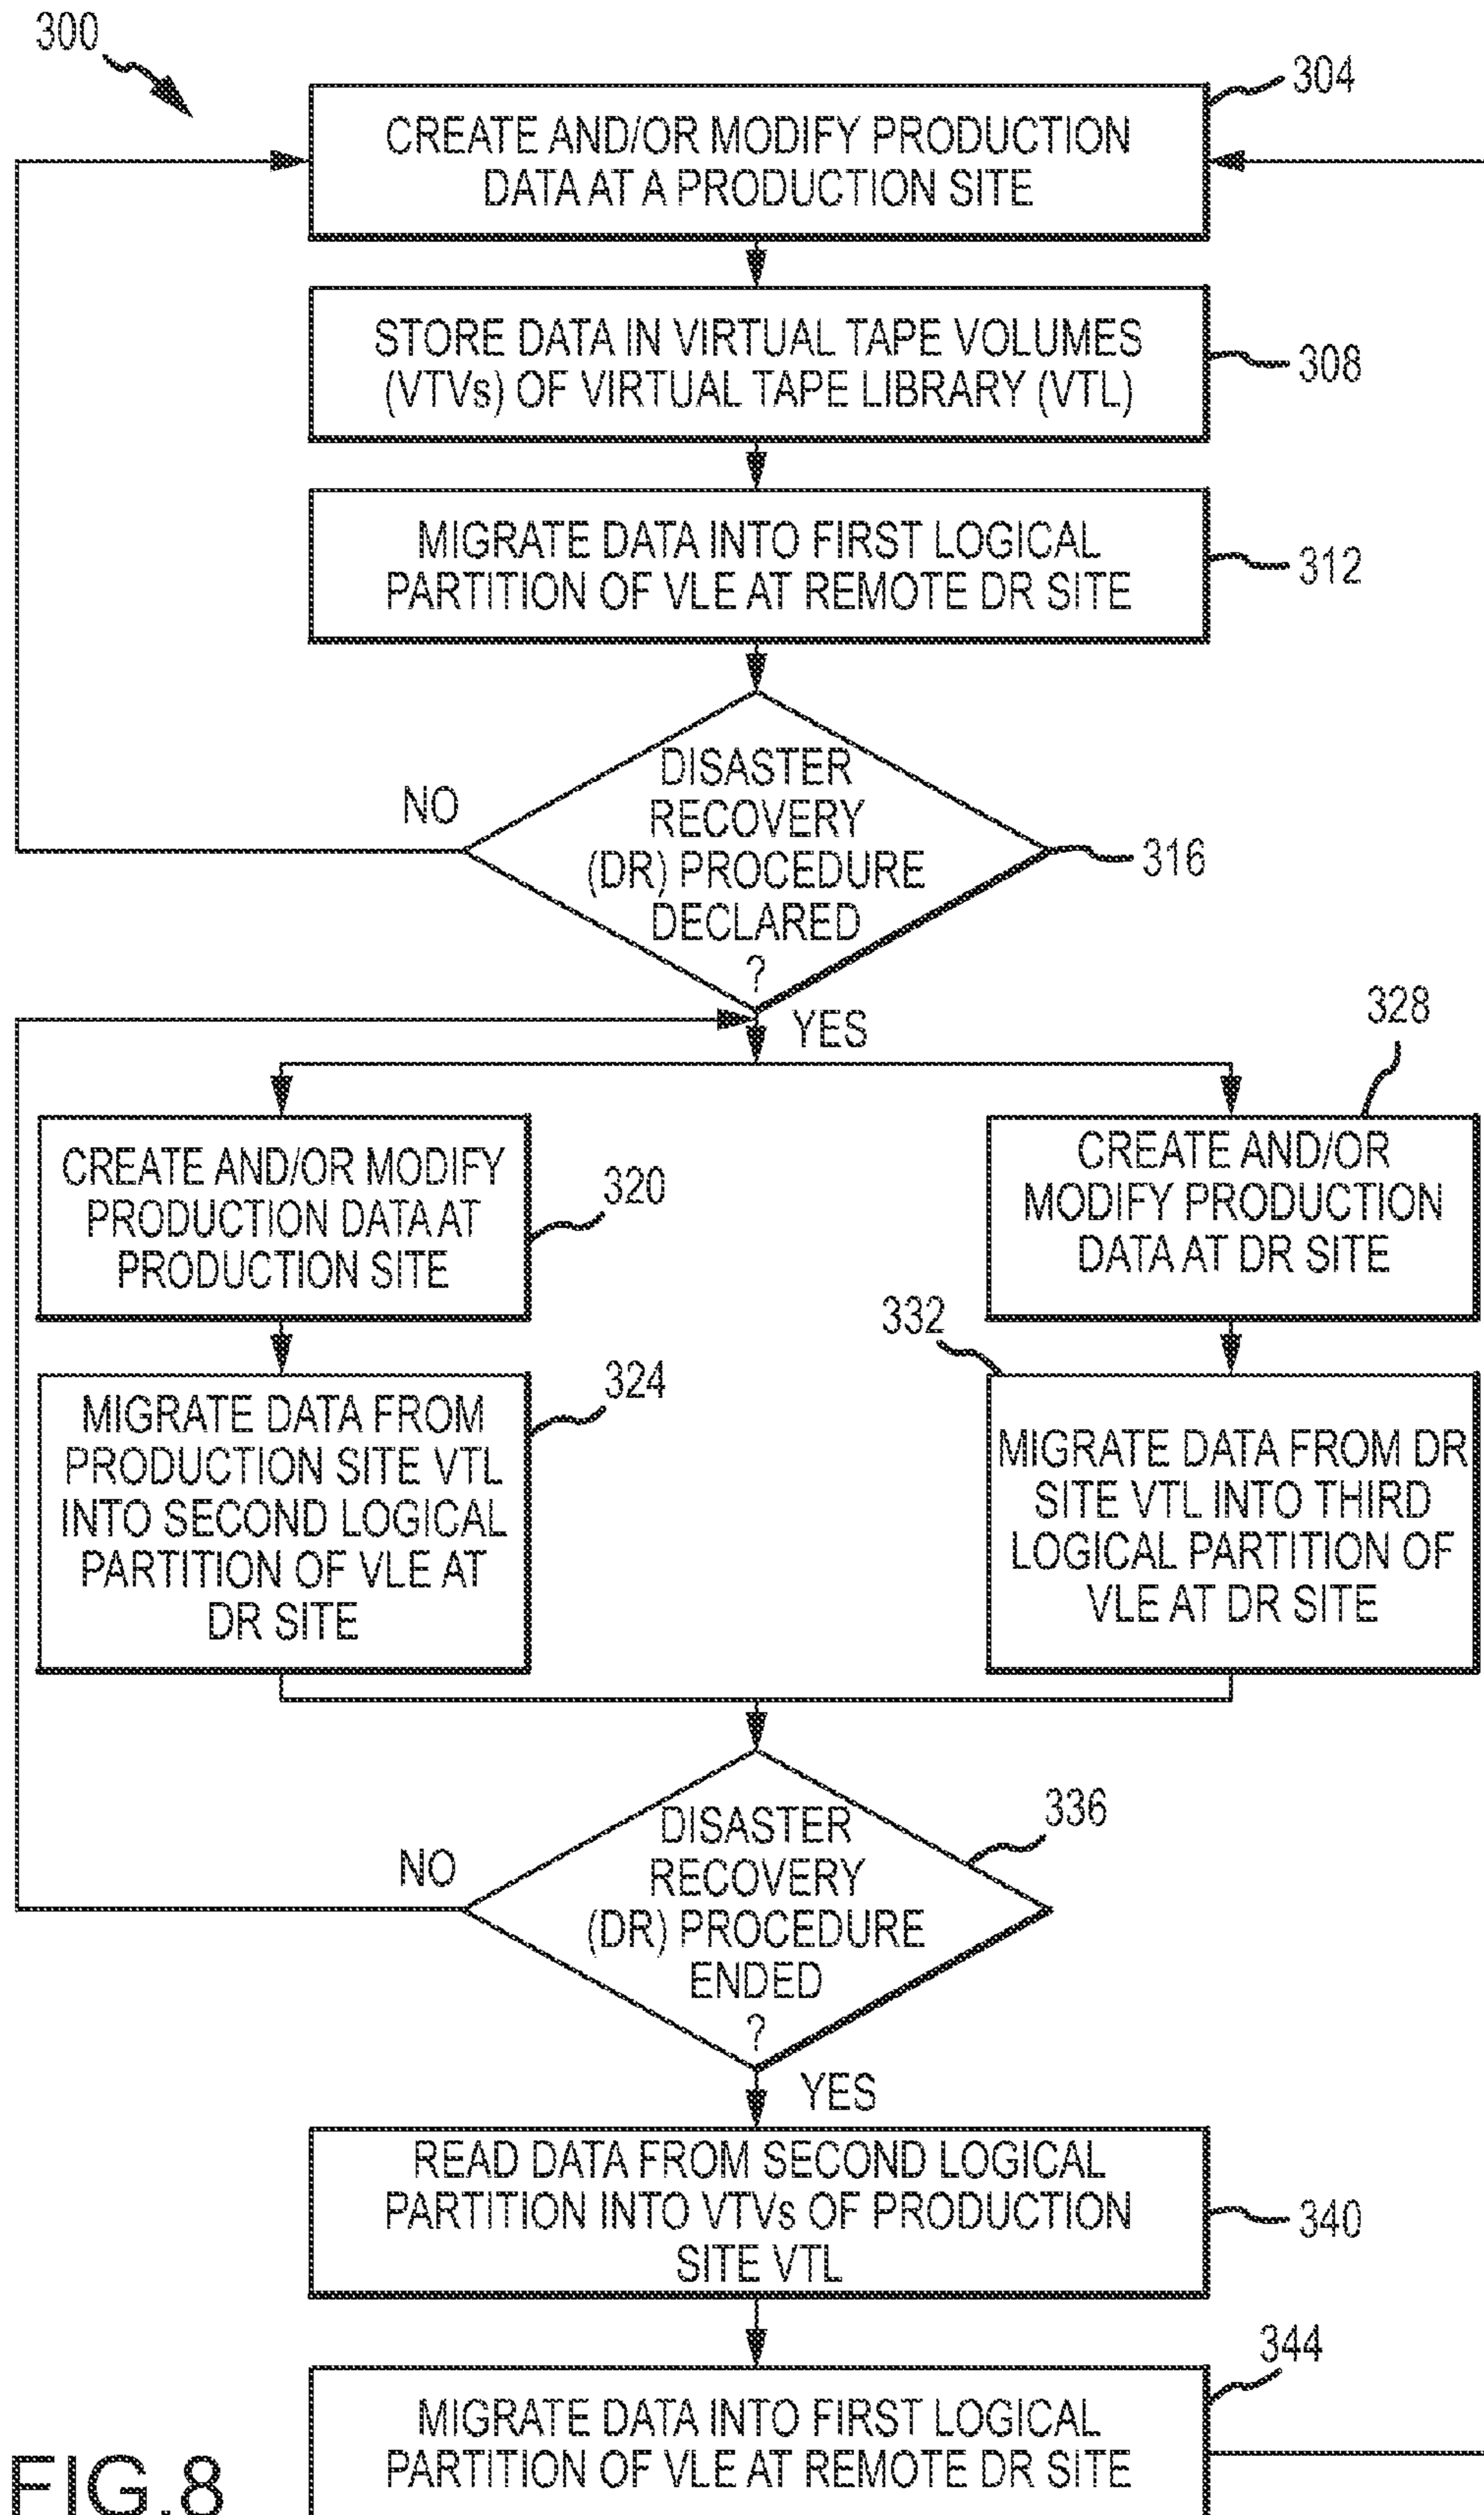 300
304
CREATE AND/OR MODIFY PRODUCTION
DATA AT A PRODUCTION SITE
STORE DATA IN VIRTUAL TAPE VOLUMES
(VTVs) OF VIRTUAL TAPE LIBRARY (VTL)
308
MIGRATE DATA INTO FIRST LOGICAL
PARTITION OF VLE AT REMOTE DR SITE
312
NO
DISASTER
RECOVERY
(DR) PROCEDURE
DECLARED
?
316
YES
328
CREATE AND/OR MODIFY
PRODUCTION DATA AT
PRODUCTION SITE
320
CREATE AND/OR
MODIFY PRODUCTION
DATA AT DR SITE
332
324
MIGRATE DATA FROM
PRODUCTION SITE VTL
INTO SECOND LOGICAL
PARTITION OF VLE AT
DR SITE
MIGRATE DATA FROM DR
SITE VTL INTO THIRD
LOGICAL PARTITION OF
VLE AT DR SITE
NO
DISASTER
RECOVERY
(DR) PROCEDURE
ENDED
?
336
YES
READ DATA FROM SECOND LOGICAL
PARTITION INTO VTVs OF PRODUCTION
SITE VTL
340
344
MIGRATE DATA INTO FIRST LOGICAL
PARTITION OF VLE AT REMOTE DR SITE
FIG.8